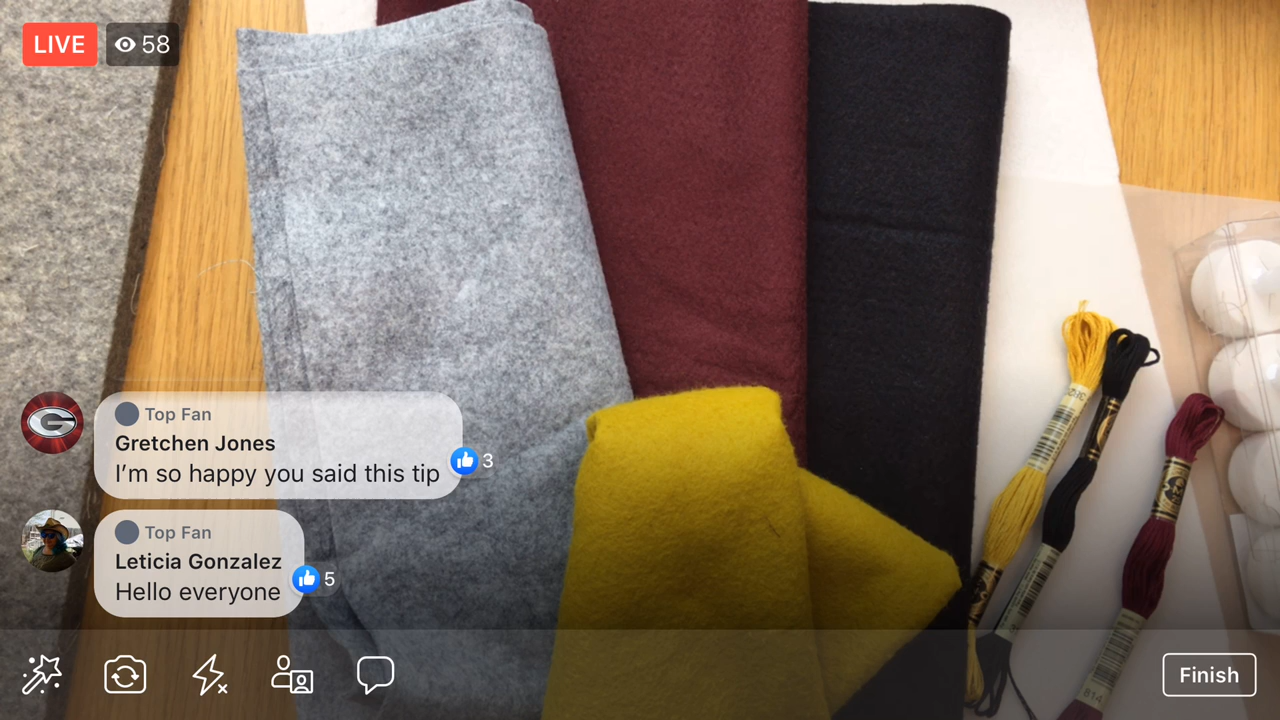 LIVE
58
Top Fan
Gretchen Jones
I'm so happy you said this tip
3
Top Fan
Leticia Gonzalez
Hello everyone
5
Finish
814